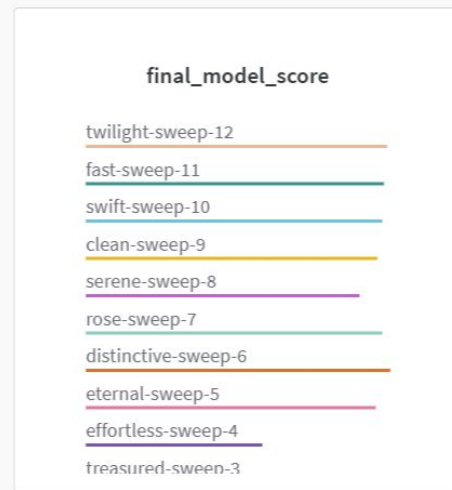 final_model_score
twilight-sweep-12
fast-sweep-11
swift-sweep-10
clean-sweep-9
serene-sweep-8
rose-sweep-7
distinctive-sweep-6
eternal-sweep-5
effortless-sweep-4
treasured-sweep-3